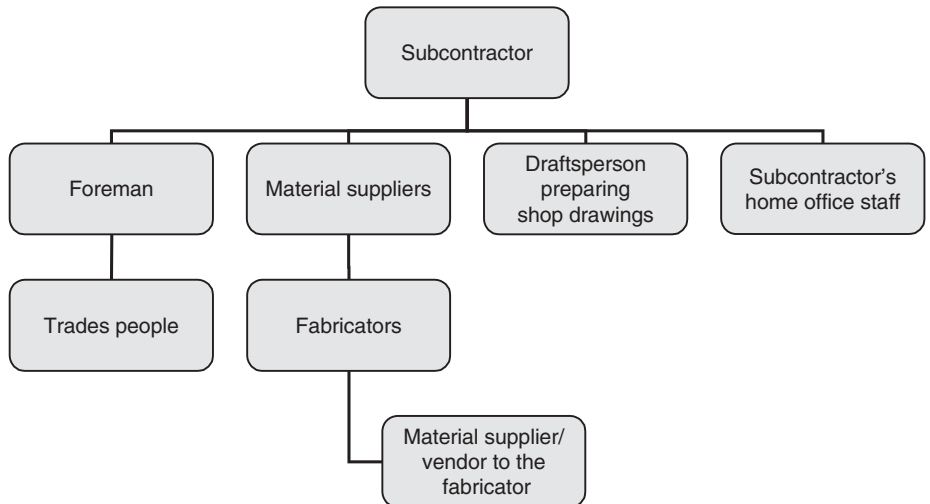 Subcontractor
Foreman
Material suppliers
Draftsperson
preparing
shop drawings
Subcontractor’s
home office staff
Trades people
Fabricators
Material supplier/
vendor to the
fabricator